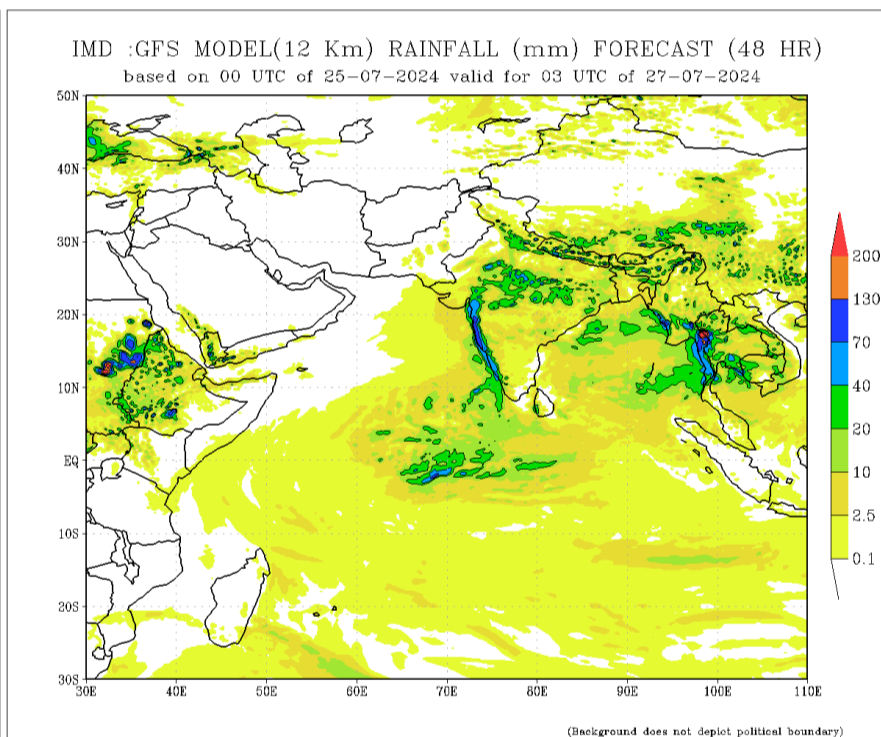 IMD :GFS MODEL(12 Km) RAINFALL (mm) FORECAST (48 HR)
based on 00 UTC of 25-07-2024 valid for 03 UTC of 27-07-2024
50N
40N
30N
20N
10N
EQ
10S
20S
30S
30E 40E 50E 60E 70E 80E 90E 100E 110E
200
130
70
40
20
10
2.5
0.1
(Background does not depict political boundary)